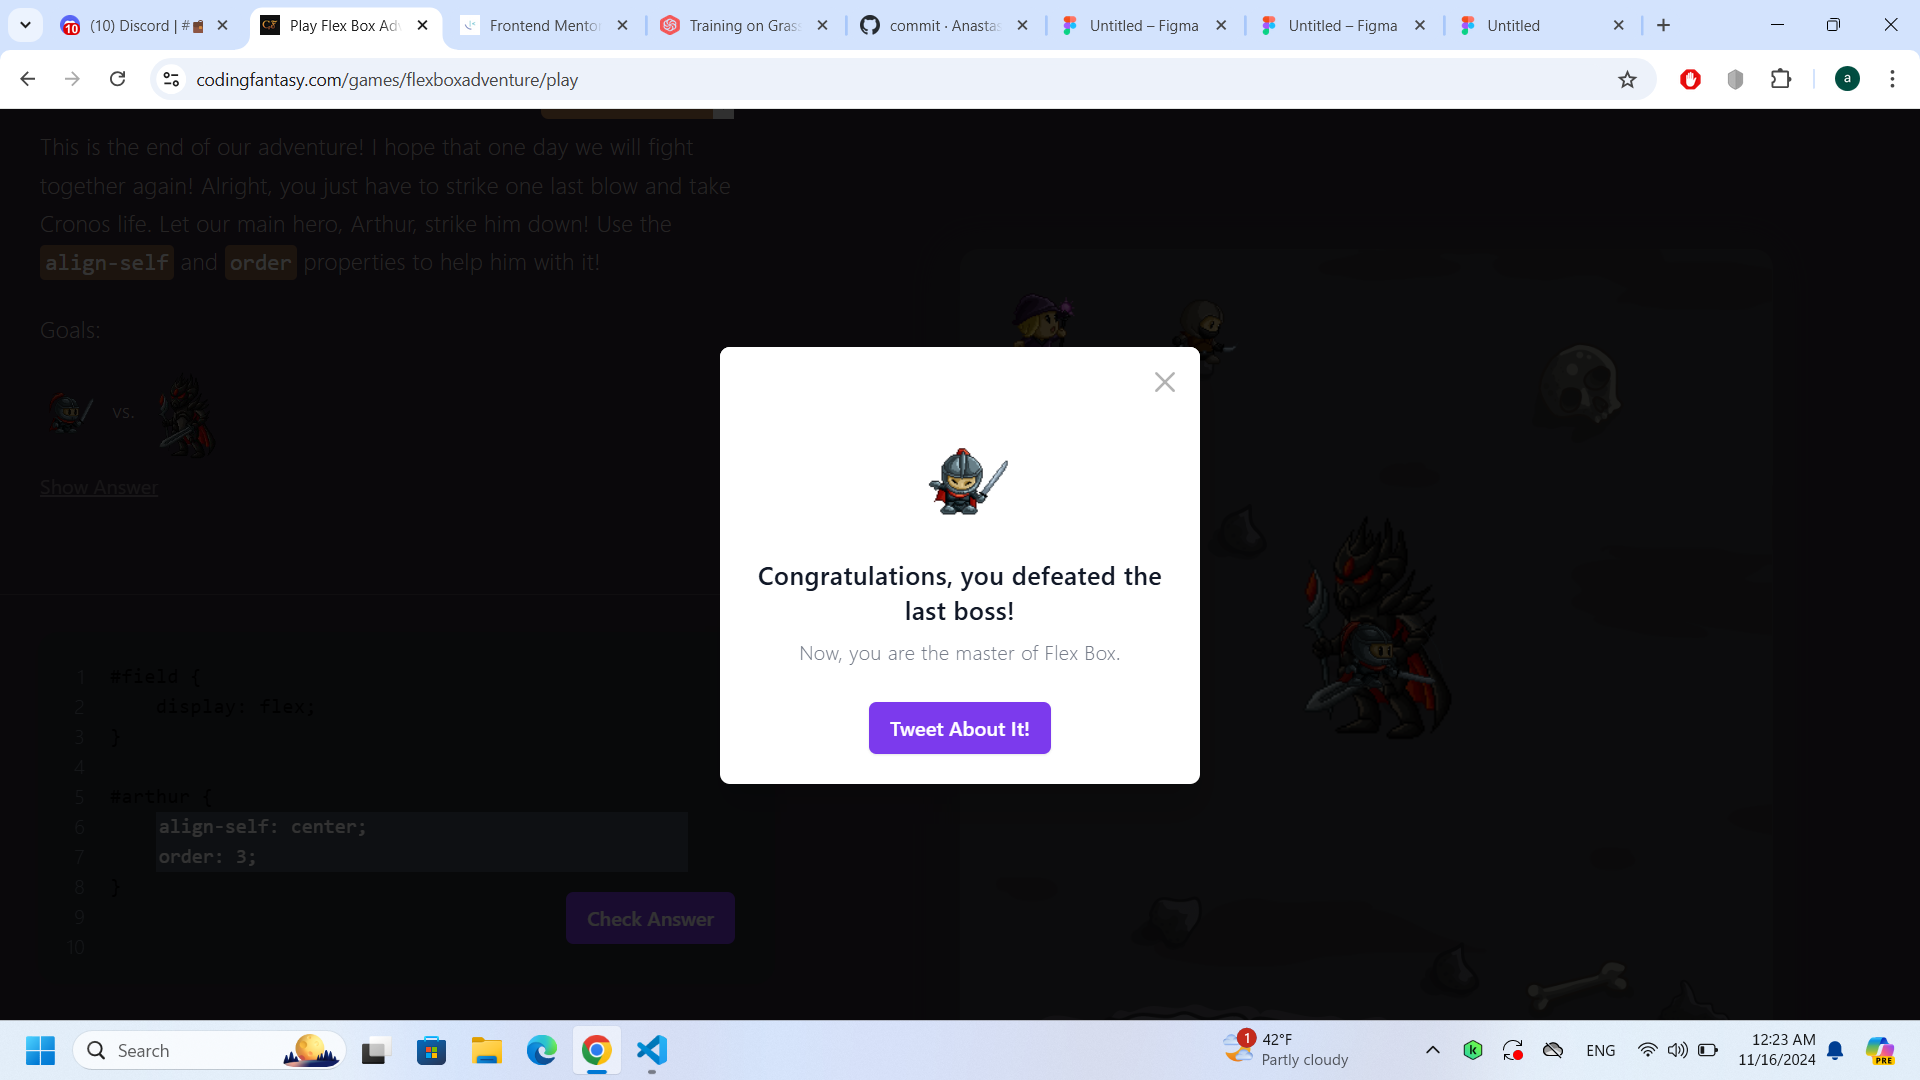 (10) Discord | #
Play Flex Box Adv
Frontend Mentor
Training on Grass
commit · Anastas
Untitled – Figma
Untitled – Figma
Untitled
codingfantasy.com/games/flexboxadventure/play
a
This is the end of our adventure! I hope that one day we will fight
together again! Alright, you just have to strike one last blow and take
Cronos life. Let our main hero, Arthur, strike him down! Use the
align-self and order properties to help him with it!
Goals:
vs.
Show Answer
Congratulations, you defeated the
last boss!
Now, you are the master of Flex Box.
Tweet About It!
1 #field {
2 display: flex;
3 }
4
5 #arthur {
6 align-self: center;
7 order: 3;
8 }
9
10
Check Answer
Search
1
42°F
Partly cloudy
ENG
12:23 AM
11/16/2024
PRE